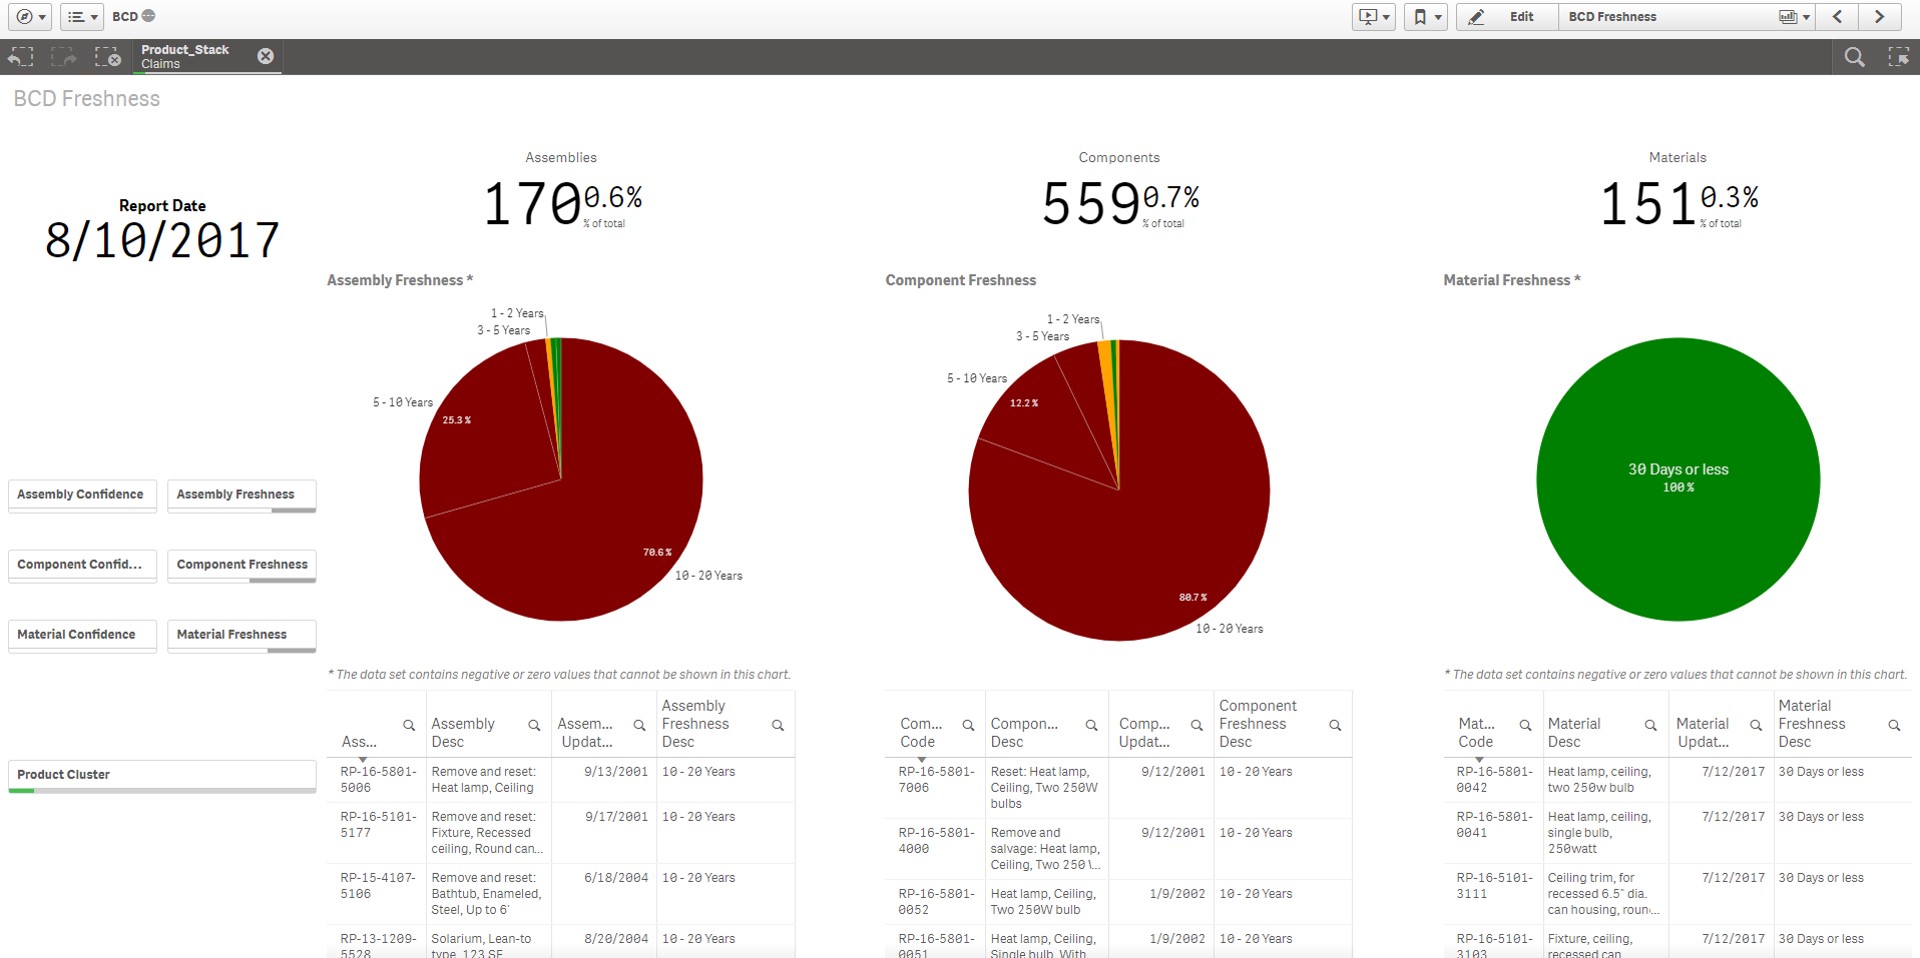 BCD
Edit
BCD Freshness
Product_Stack
Claims
BCD Freshness
Report Date
8/10/2017
Assemblies
170
0.6%
% of total
Components
559
0.7%
% of total
Materials
151
0.3%
% of total
Assembly Confidence
Assembly Freshness
Component Confid...
Component Freshness
Material Confidence
Material Freshness
Product Cluster
Assembly Freshness *
1 - 2 Years
3 - 5 Years
5 - 10 Years
25.3 %
70.6 %
10 - 20 Years
* The data set contains negative or zero values that cannot be shown in this chart.
Component Freshness
1 - 2 Years
3 - 5 Years
5 - 10 Years
12.2 %
80.7 %
10 - 20 Years
Material Freshness *
30 Days or less
100 %
* The data set contains negative or zero values that cannot be shown in this chart.
Ass...
Assembly
Desc
Assem...
Updat...
Assembly
Freshness
Desc
RP-16-5801-
5006
Remove and reset:
Heat lamp, Ceiling
9/13/2001
10 - 20 Years
RP-16-5101-
5177
Remove and reset:
Fixture, Recessed
ceiling, Round can...
9/17/2001
10 - 20 Years
RP-15-4107-
5106
Remove and reset:
Bathtub, Enameled,
Steel, Up to 6'
6/18/2004
10 - 20 Years
RP-13-1209-
5528
Solarium, Lean-to
type, 123 SF
8/20/2004
10 - 20 Years
Com...
Code
Compon...
Desc
Comp...
Updat...
Component
Freshness
Desc
RP-16-5801-
7006
Reset: Heat lamp,
Ceiling, Two 250W
bulbs
9/12/2001
10 - 20 Years
RP-16-5801-
4000
Remove and
salvage: Heat lamp,
Ceiling, Two 250 \...
9/12/2001
10 - 20 Years
RP-16-5801-
0052
Heat lamp, Ceiling,
Two 250W bulb
1/9/2002
10 - 20 Years
RP-16-5801-
0051
Heat lamp, Ceiling,
Single bulb, With
1/9/2002
10 - 20 Years
Mat...
Code
Material
Desc
Material
Updat...
Material
Freshness
Desc
RP-16-5801-
0042
Heat lamp, ceiling,
two 250w bulb
7/12/2017
30 Days or less
RP-16-5801-
0041
Heat lamp, ceiling,
single bulb,
250watt
7/12/2017
30 Days or less
RP-16-5101-
3111
Ceiling trim, for
recessed 6.5" dia.
can housing, roun...
7/12/2017
30 Days or less
RP-16-5101-
3103
Fixture, ceiling,
recessed can
7/12/2017
30 Days or less